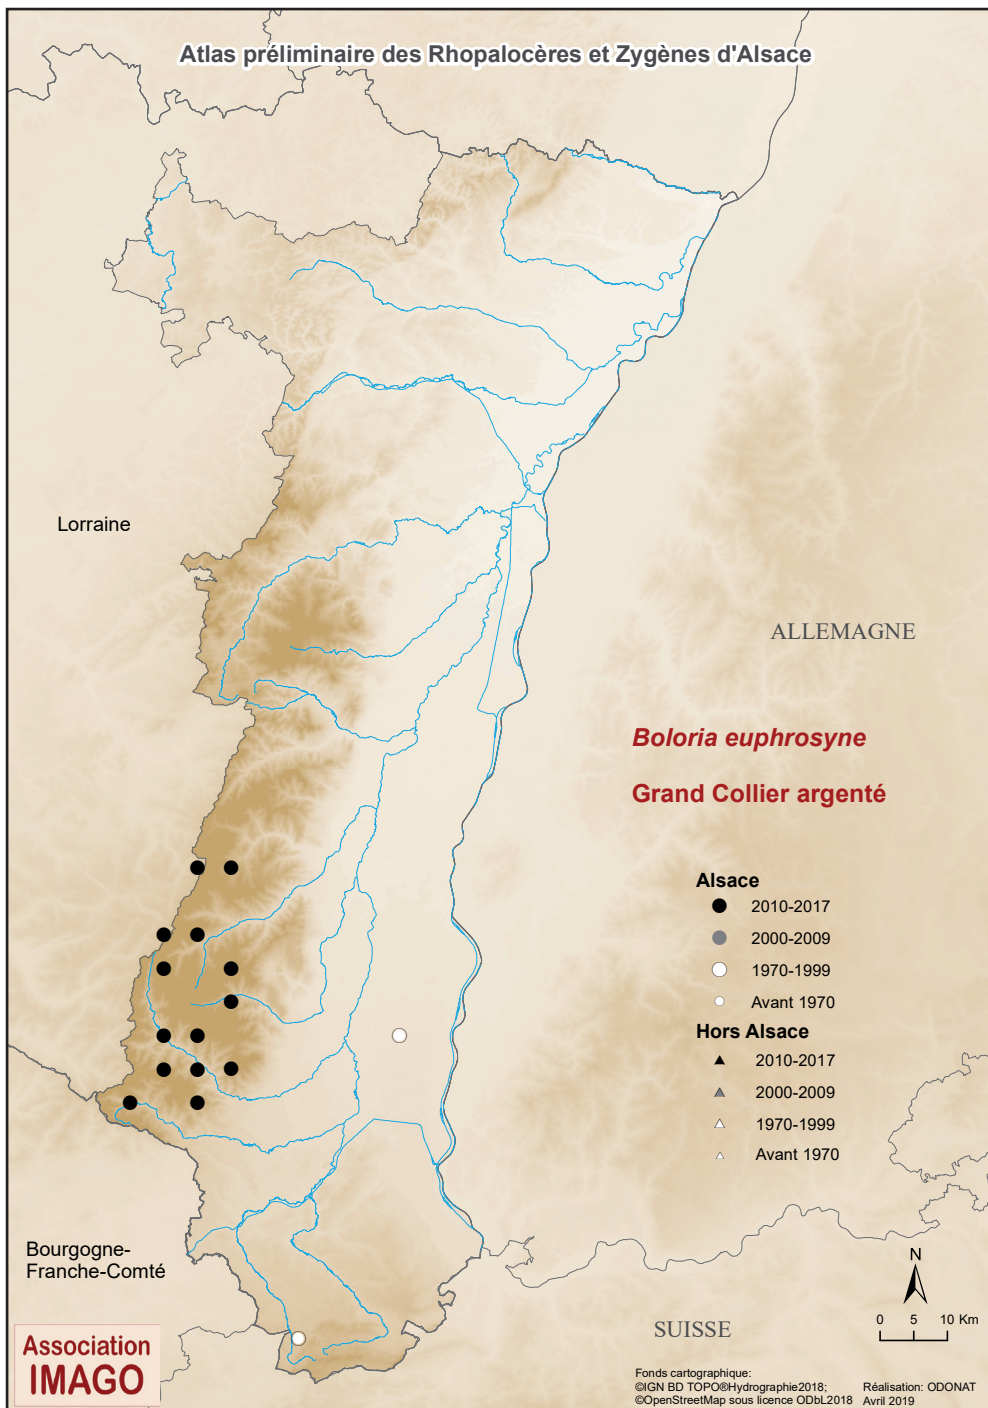 Atlas préliminaire des Rhopalocères et Zygènes d'Alsace
Lorraine
ALLEMAGNE
Boloria euphrosyne
Grand Collier argenté
Alsace
2010-2017
2000-2009
1970-1999
Avant 1970
Hors Alsace
2010-2017
2000-2009
1970-1999
Avant 1970
Bourgogne-
Franche-Comté
SUISSE
N
0 5 10 Km
Association
IMAGO
Fonds cartographique:
©IGN BD TOPO®Hydrographie2018;
©OpenStreetMap sous licence ODbL2018
Réalisation: ODONAT
Avril 2019